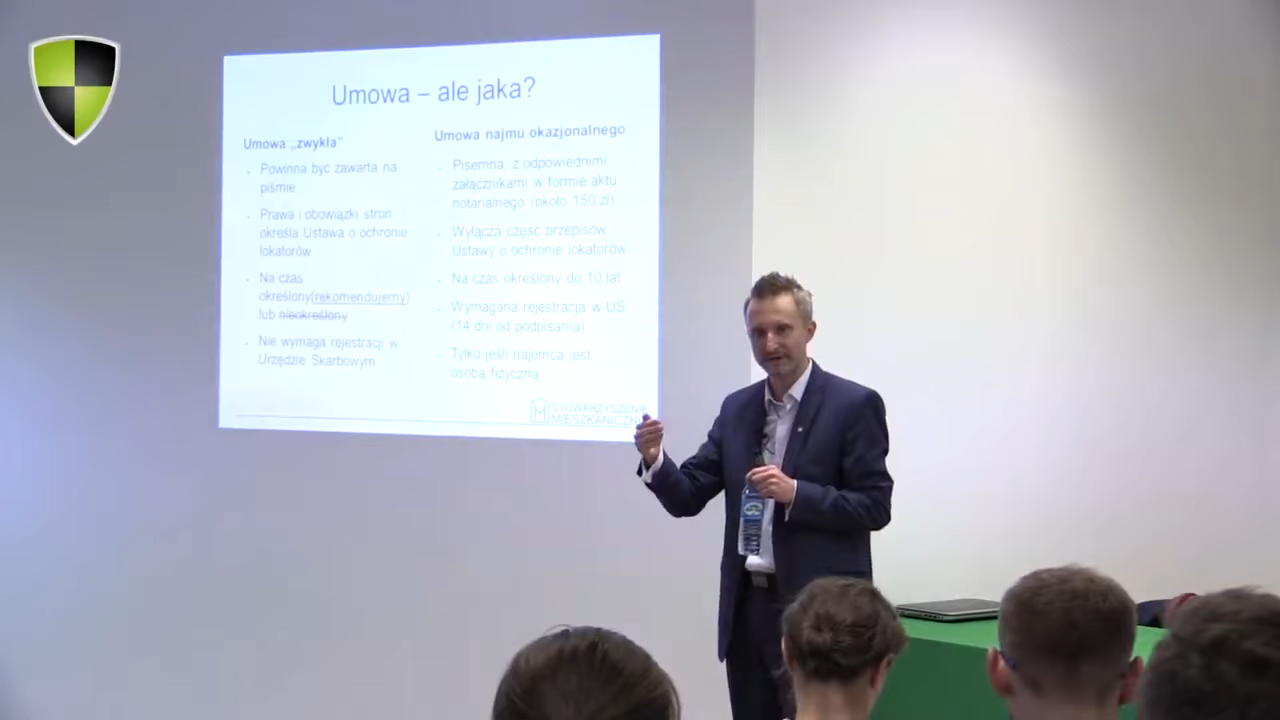 Umowa – ale jaka?
Umowa „zwykła”
Powinna być zawarta na
piśmie
Prawa i obowiązki stron
określa Ustawa o ochronie
lokatorów
Na czas
określony(rekomendujemy)
lub nieokreślony
Nie wymaga rejestracji w
Urzędzie Skarbowym
Umowa najmu okazjonalnego
Pisemna, z odpowiednimi
załącznikami w formie aktu
notarialnego (około 150 zł)
Wyłącza część przepisów
Ustawy o ochronie lokatorów
Na czas określony do 10 lat
Wymagana rejestracja w US
(14 dni od podpisania)
Tylko jeśli najemca jest
osobą fizyczną
STOWARZYSZENIE